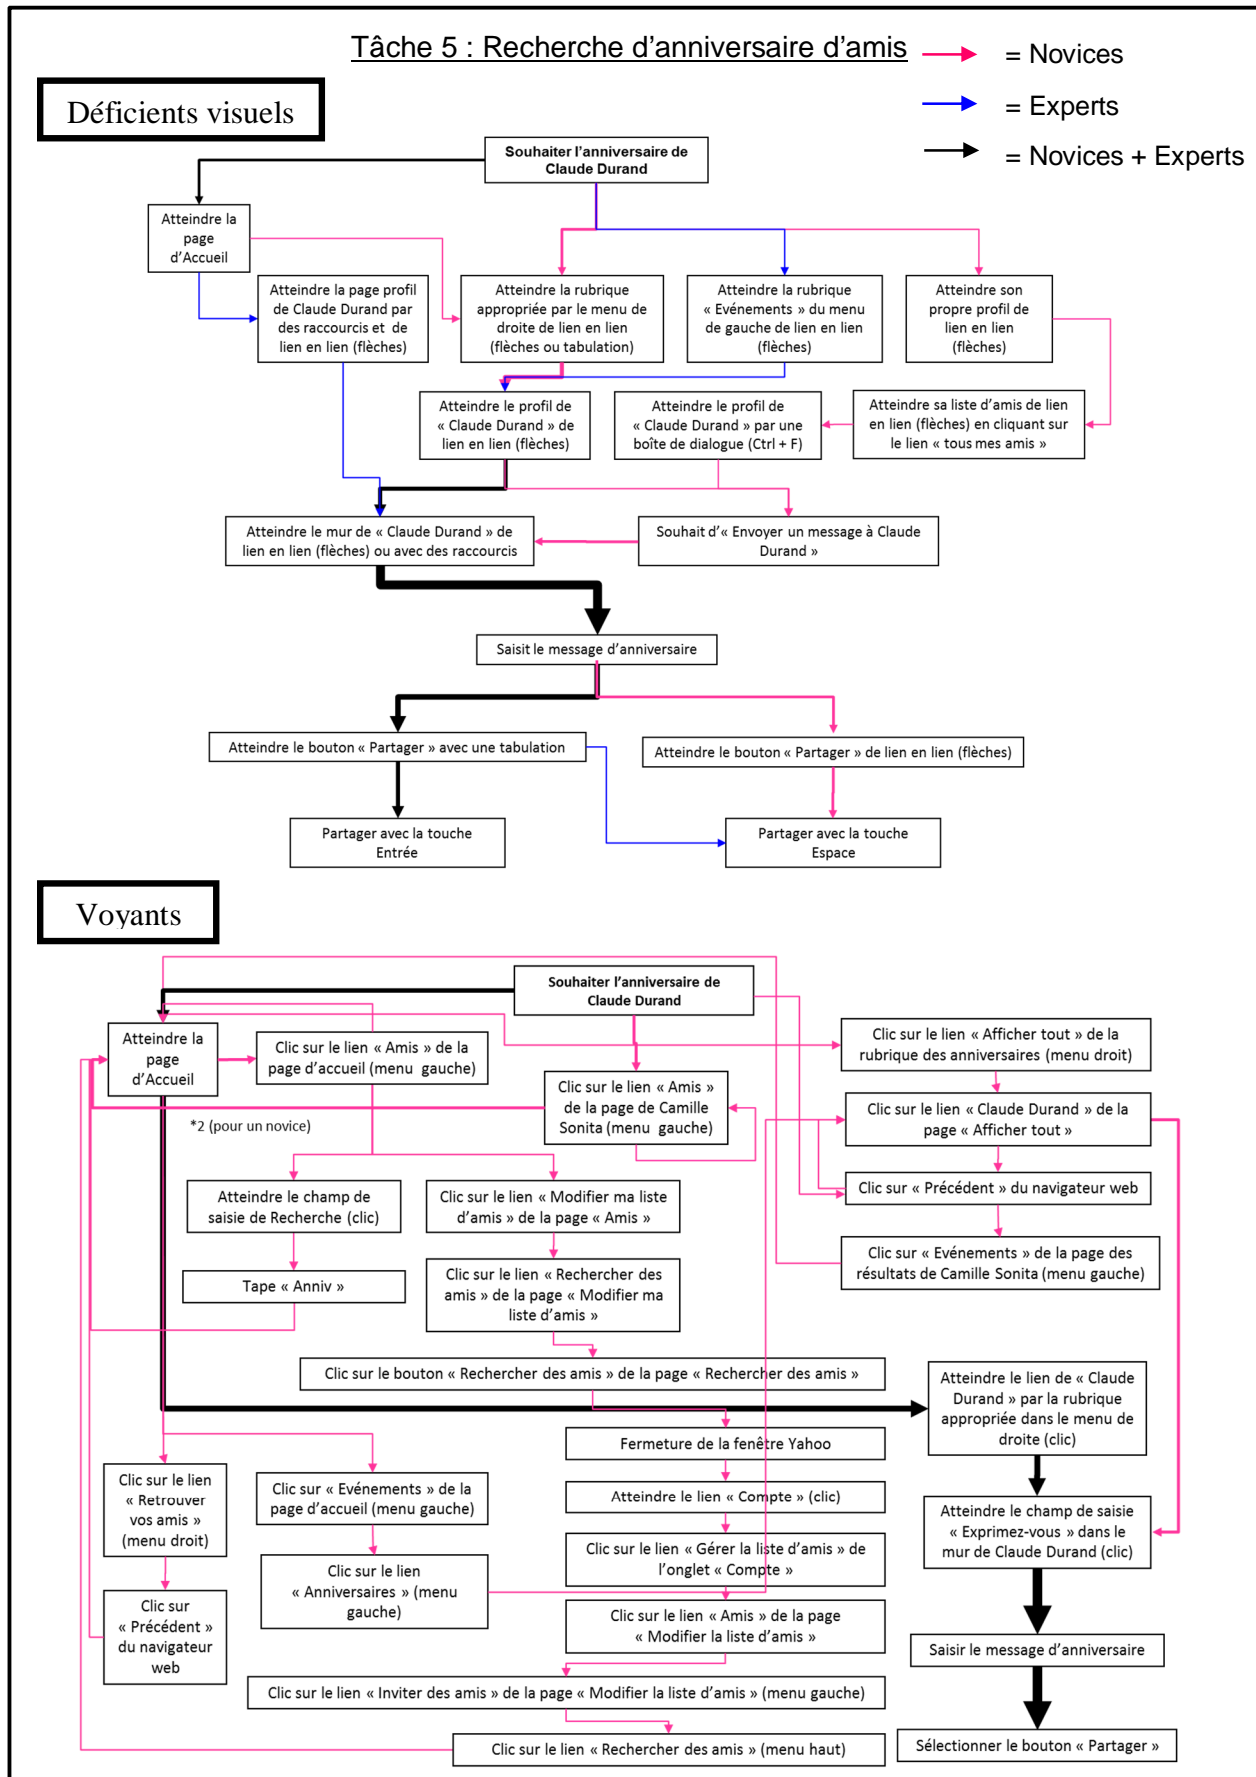 Tâche 5 : Recherche d’anniversaire d’amis
= Novices
= Experts
= Novices + Experts
Déficients visuels
Souhaiter l’anniversaire de
Claude Durand
Atteindre la
page
d’Accueil
Atteindre la page profil
de Claude Durand par
des raccourcis et de
lien en lien (flèches)
Atteindre la rubrique
appropriée par le menu de
droite de lien en lien
(flèches ou tabulation)
Atteindre la rubrique
« Evénements » du menu
de gauche de lien en lien
(flèches)
Atteindre son
propre profil de
lien en lien
(flèches)
Atteindre le profil de
« Claude Durand » de
lien en lien (flèches)
Atteindre le profil de
« Claude Durand » par une
boîte de dialogue (Ctrl + F)
Atteindre sa liste d’amis de lien
en lien (flèches) en cliquant sur
le lien « tous mes amis »
Atteindre le mur de « Claude Durand » de
lien en lien (flèches) ou avec des raccourcis
Souhait d’« Envoyer un message à Claude
Durand »
Saisit le message d’anniversaire
Atteindre le bouton « Partager » avec une tabulation
Atteindre le bouton « Partager » de lien en lien (flèches)
Partager avec la touche
Entrée
Partager avec la touche
Espace
Voyants
Souhaiter l’anniversaire de
Claude Durand
Atteindre la
page
d’Accueil
Clic sur le lien « Amis » de la
page d’accueil (menu gauche)
Clic sur le lien « Amis »
de la page de Camille
Sonita (menu gauche)
Clic sur le lien « Afficher tout » de la
rubrique des anniversaires (menu droit)
Clic sur le lien « Claude Durand » de la
page « Afficher tout »
*2 (pour un novice)
Atteindre le champ de
saisie de Recherche (clic)
Clic sur le lien « Modifier ma liste
d’amis » de la page « Amis »
Clic sur « Précédent » du navigateur web
Clic sur « Evénements » de la page des
résultats de Camille Sonita (menu gauche)
Tape « Anniv »
Clic sur le lien « Rechercher des
amis » de la page « Modifier ma
liste d’amis »
Clic sur le bouton « Rechercher des amis » de la page « Rechercher des amis »
Atteindre le lien de « Claude
Durand » par la rubrique
appropriée dans le menu de
droite (clic)
Fermeture de la fenêtre Yahoo
Clic sur le lien
« Retrouver
vos amis »
(menu droit)
Clic sur « Evénements » de la
page d’accueil (menu gauche)
Atteindre le lien « Compte » (clic)
Atteindre le champ de saisie
« Exprimez-vous » dans le
mur de Claude Durand (clic)
Clic sur le lien « Gérer la liste d’amis » de
l’onglet « Compte »
Clic sur le lien
« Anniversaires » (menu
gauche)
Clic sur
« Précédent »
du navigateur
web
Clic sur le lien « Amis » de la page
« Modifier la liste d’amis »
Saisir le message d’anniversaire
Clic sur le lien « Inviter des amis » de la page « Modifier la liste d’amis » (menu gauche)
Clic sur le lien « Rechercher des amis » (menu haut)
Sélectionner le bouton « Partager »